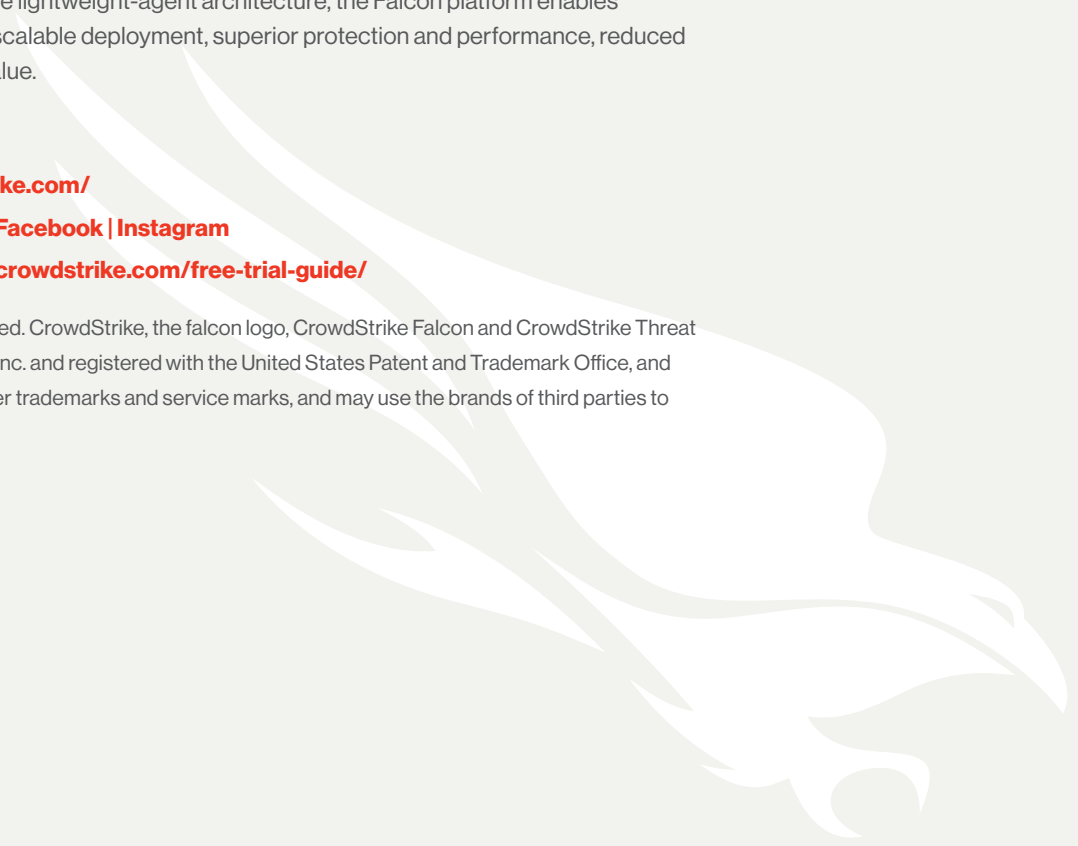 lightweight-agent architecture, the Falcon platform enables
scalable deployment, superior protection and performance, reduced
ke.com/
Facebook | Instagram
crowdstrike.com/free-trial-guide/
ed. CrowdStrike, the falcon logo, CrowdStrike Falcon and CrowdStrike Threat
nc. and registered with the United States Patent and Trademark Office, and
er trademarks and service marks, and may use the brands of third parties to